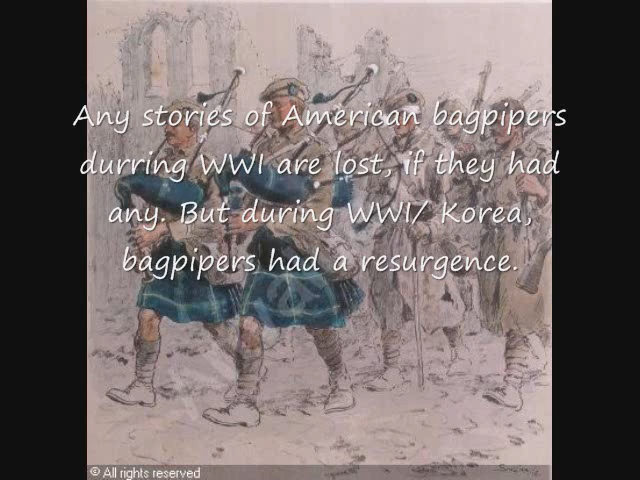 Any stories of American bagpipers
durring WWI are lost, if they had
any. But during WWI/ Korea,
bagpipers had a resurgence.
© All rights reserved